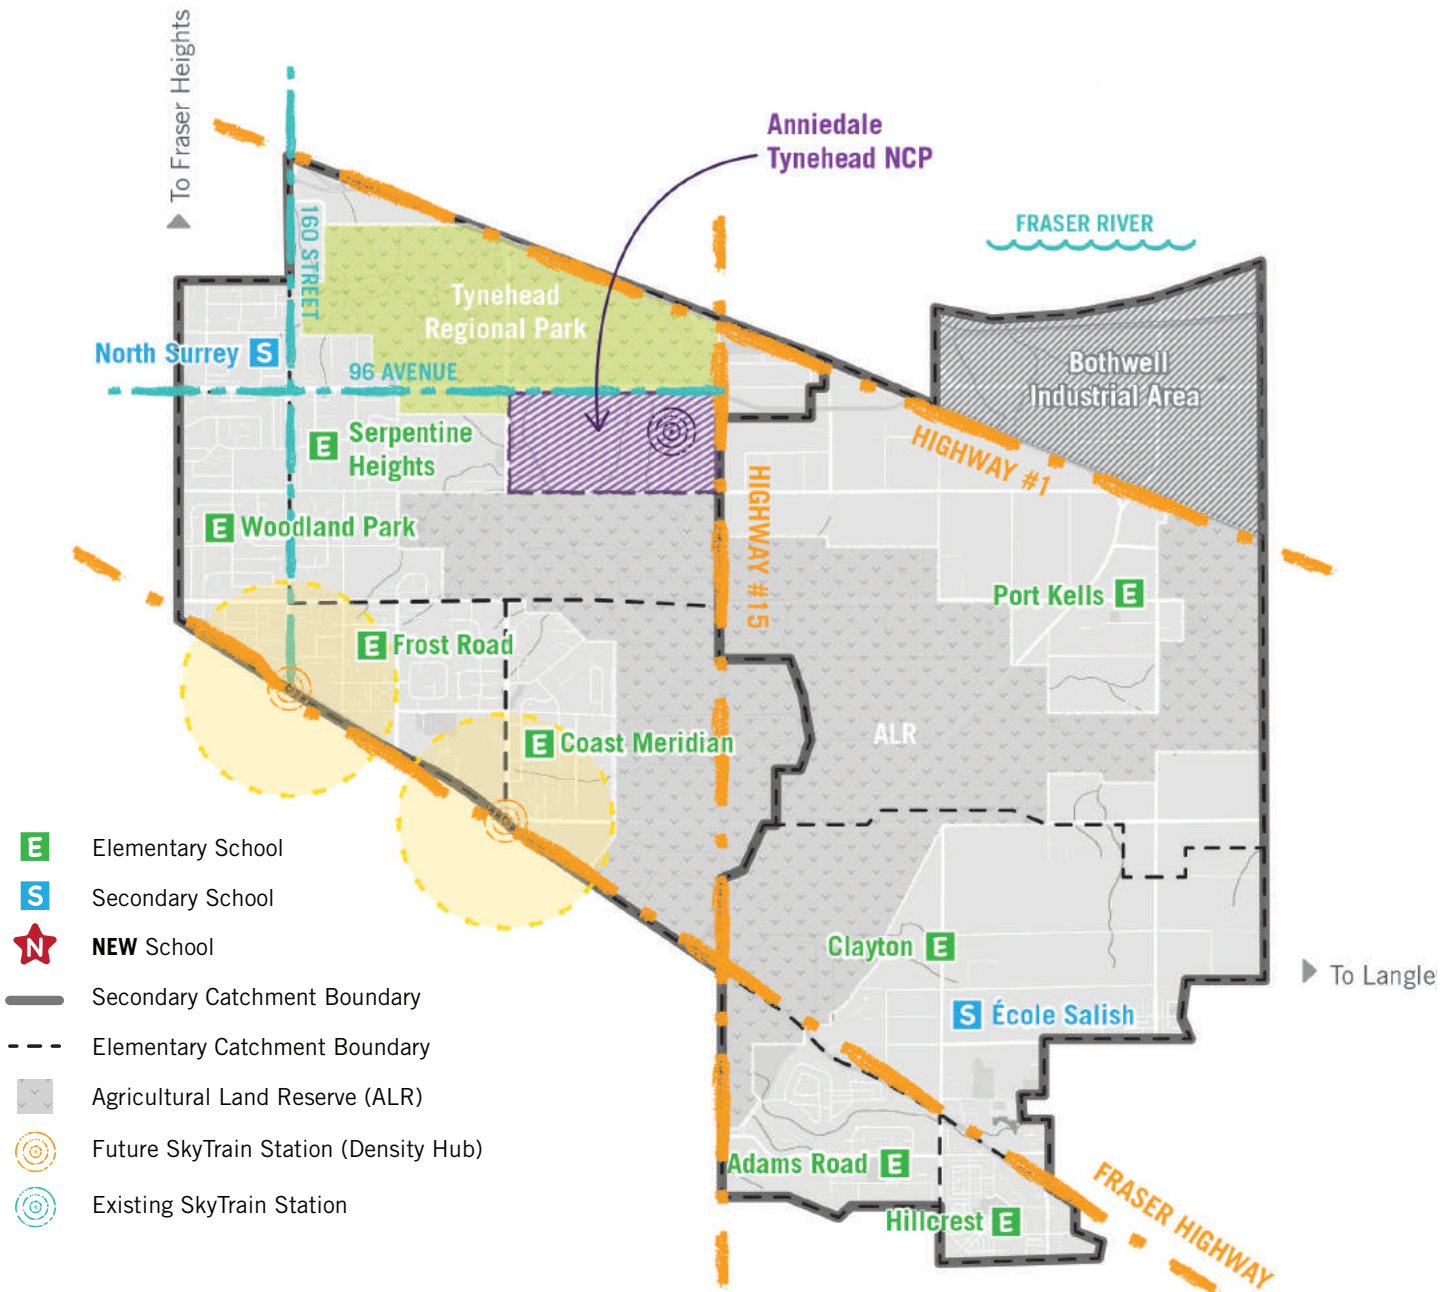 To Fraser Heights
Anniedale
Tynehead NCP
FRASER RIVER
160 STREET
Tynehead
Regional Park
North Surrey S
96 AVENUE
Bothwell
Industrial Area
E Serpentine
Heights
HIGHWAY #1
HIGHWAY #15
E Woodland Park
Port Kells E
E Frost Road
E Coast Meridian
ALR
E Elementary School
S Secondary School
N NEW School
Secondary Catchment Boundary
Elementary Catchment Boundary
Agricultural Land Reserve (ALR)
Future SkyTrain Station (Density Hub)
Existing SkyTrain Station
Clayton E
To Langle
S École Salish
Adams Road E
Hillcrest E
FRASER HIGHWAY